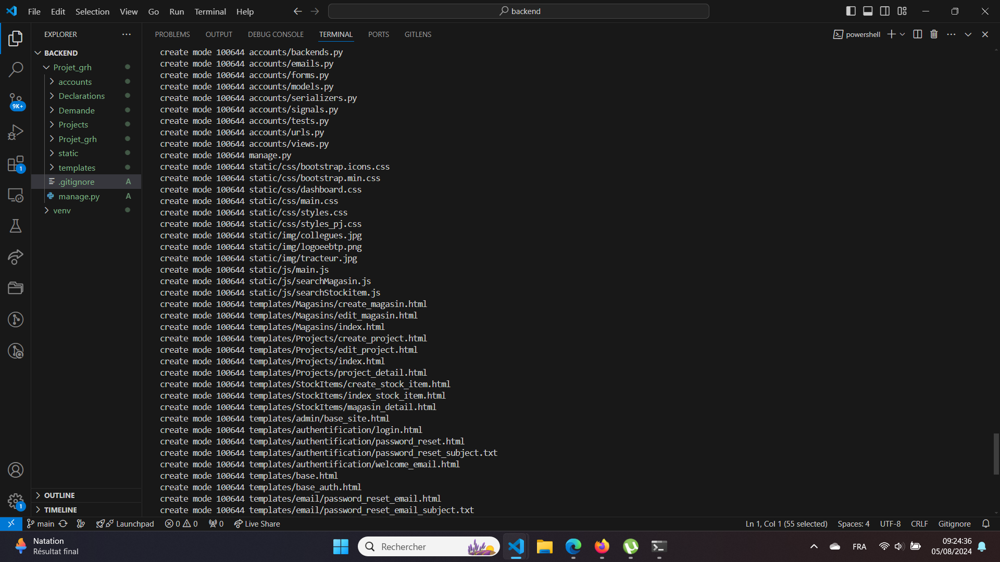 File Edit Selection View Go Run Terminal Help
backend
EXPLORER
BACKEND
Projet_grh
accounts
Declarations
Demande
Projects
Projet_grh
static
templates
.gitignore A
manage.py A
venv
OUTLINE
TIMELINE
9K+
1
1
PROBLEMS OUTPUT DEBUG CONSOLE TERMINAL PORTS GITLENS
powershell
create mode 100644 accounts/backends.py
create mode 100644 accounts/emails.py
create mode 100644 accounts/forms.py
create mode 100644 accounts/models.py
create mode 100644 accounts/serializers.py
create mode 100644 accounts/signals.py
create mode 100644 accounts/tests.py
create mode 100644 accounts/urls.py
create mode 100644 accounts/views.py
create mode 100644 manage.py
create mode 100644 static/css/bootstrap.icons.css
create mode 100644 static/css/bootstrap.min.css
create mode 100644 static/css/dashboard.css
create mode 100644 static/css/main.css
create mode 100644 static/css/styles.css
create mode 100644 static/css/styles_pj.css
create mode 100644 static/img/collegues.jpg
create mode 100644 static/img/logoeebtp.png
create mode 100644 static/img/tracteur.jpg
create mode 100644 static/js/main.js
create mode 100644 static/js/searchMagasin.js
create mode 100644 static/js/searchStockitem.js
create mode 100644 templates/Magasins/create_magasin.html
create mode 100644 templates/Magasins/edit_magasin.html
create mode 100644 templates/Magasins/index.html
create mode 100644 templates/Projects/create_project.html
create mode 100644 templates/Projects/edit_project.html
create mode 100644 templates/Projects/index.html
create mode 100644 templates/Projects/project_detail.html
create mode 100644 templates/StockItems/create_stock_item.html
create mode 100644 templates/StockItems/index_stock_item.html
create mode 100644 templates/StockItems/magasin_detail.html
create mode 100644 templates/admin/base_site.html
create mode 100644 templates/authentification/login.html
create mode 100644 templates/authentification/password_reset.html
create mode 100644 templates/authentification/password_reset_subject.txt
create mode 100644 templates/authentification/welcome_email.html
create mode 100644 templates/base.html
create mode 100644 templates/base_auth.html
create mode 100644 templates/email/password_reset_email.html
create mode 100644 templates/email/password_reset_email_subject.txt
main Launchpad 0 0 0 Live Share
Ln 1, Col 1 (55 selected) Spaces: 4 UTF-8 CRLF Gitignore
Natation
Résultat final
Rechercher
FRA
09:24:36
05/08/2024